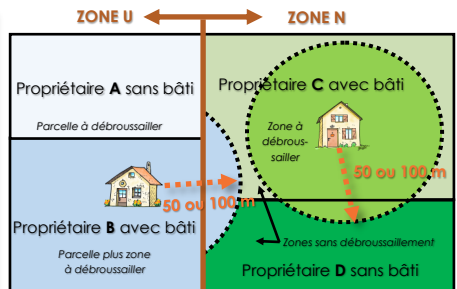 ZONE U
ZONE N
Propriétaire A sans bâti
Parcelle à débroussailler
Propriétaire C avec bâti
Zone à
débrous-
sailler
50 ou 100 m
50 ou 100 m
Propriétaire B avec bâti
Parcelle plus zone
à débroussailler
Zones sans débroussaillement
Propriétaire D sans bâti